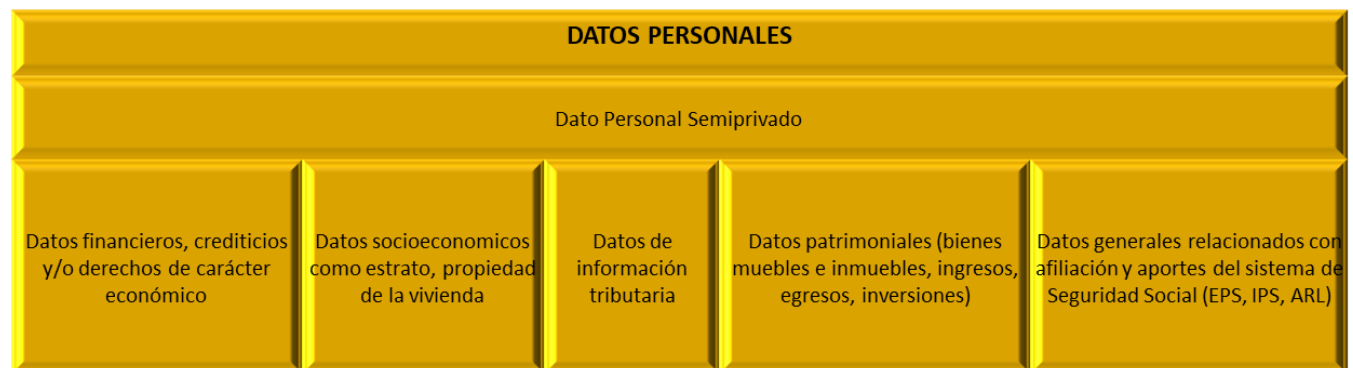 DATOS PERSONALES
Dato Personal Semiprivado
Datos financieros, crediticios
y/o derechos de carácter
económico
Datos socioeconomicos
como estrato, propiedad
de la vivienda
Datos de
información
tributaria
Datos patrimoniales (bienes
muebles e inmuebles, ingresos,
egresos, inversiones)
Datos generales relacionados con
afiliación y aportes del sistema de
Seguridad Social (EPS, IPS, ARL)